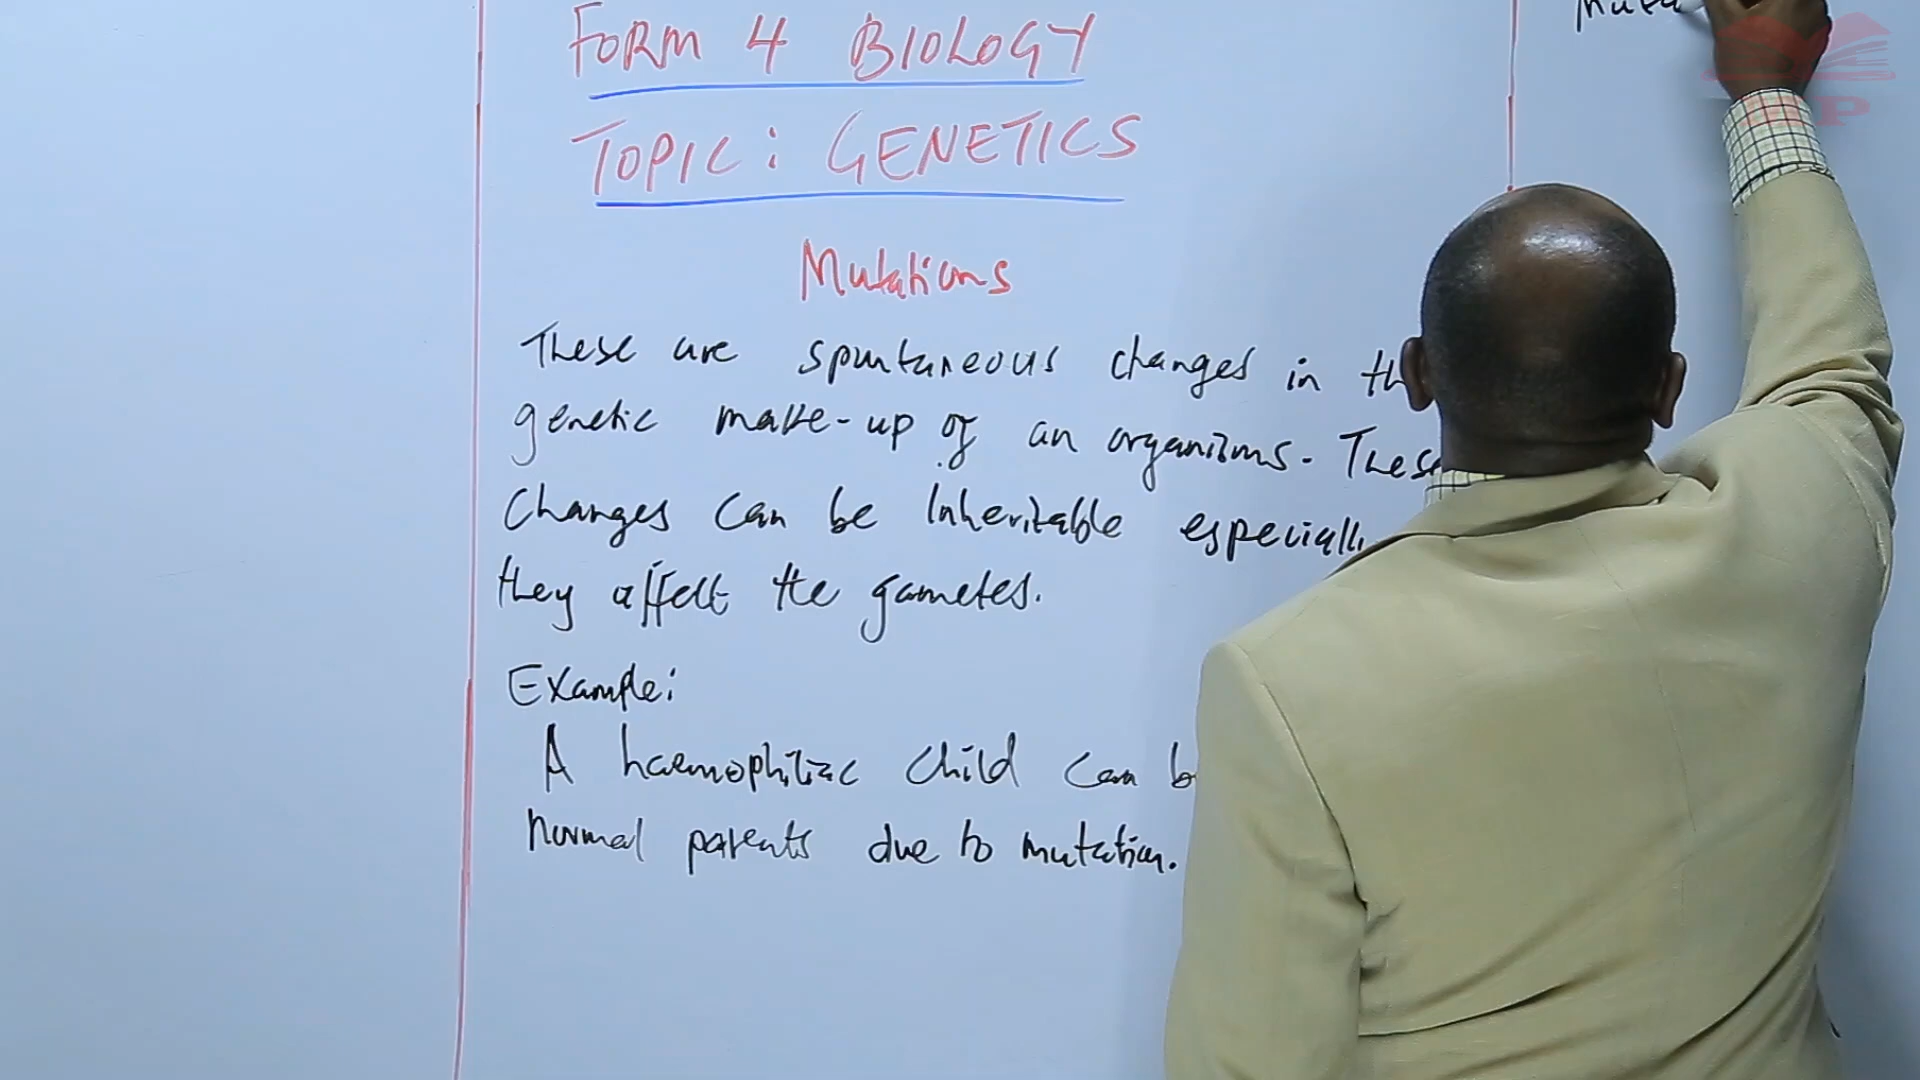 FORM 4 BIOLOGY
TOPIC: GENETICS
Mutations
These are spontaneous changes in th
genetic make-up of an organisms. These
Changes can be Inheritable especiall
they affect the gametes.
Example:
A haemophiliac child can b
normal parents due to mutation.
Muta
P